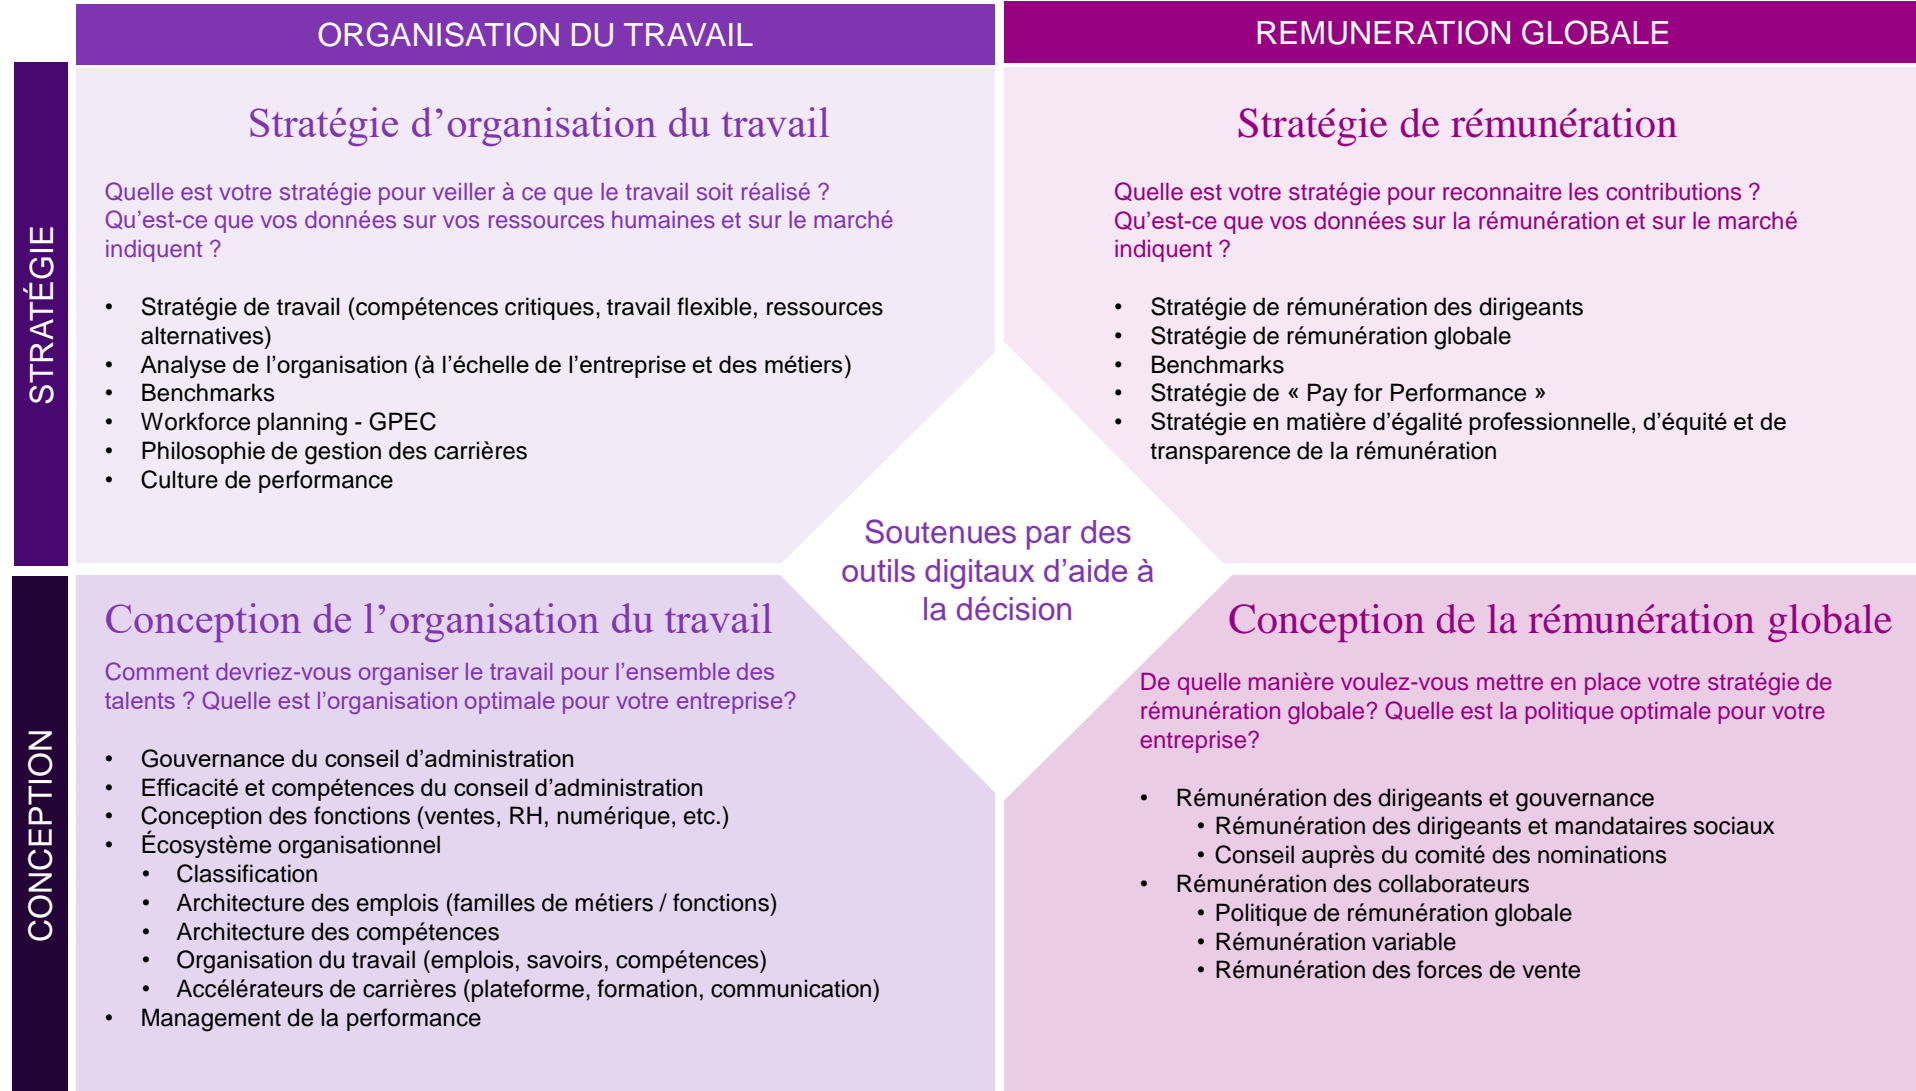 ORGANISATION DU TRAVAIL
REMUNERATION GLOBALE
STRATÉGIE
Stratégie d’organisation du travail
Quelle est votre stratégie pour veiller à ce que le travail soit réalisé ?
Qu’est-ce que vos données sur vos ressources humaines et sur le marché
indiquent ?
• Stratégie de travail (compétences critiques, travail flexible, ressources
alternatives)
• Analyse de l’organisation (à l’échelle de l’entreprise et des métiers)
• Benchmarks
• Workforce planning - GPEC
• Philosophie de gestion des carrières
• Culture de performance
Stratégie de rémunération
Quelle est votre stratégie pour reconnaitre les contributions ?
Qu’est-ce que vos données sur la rémunération et sur le marché
indiquent ?
• Stratégie de rémunération des dirigeants
• Stratégie de rémunération globale
• Benchmarks
• Stratégie de « Pay for Performance »
• Stratégie en matière d’égalité professionnelle, d’équité et de
transparence de la rémunération
Soutenues par des
outils digitaux d’aide à
la décision
CONCEPTION
Conception de l’organisation du travail
Comment devriez-vous organiser le travail pour l’ensemble des
talents ? Quelle est l’organisation optimale pour votre entreprise?
• Gouvernance du conseil d’administration
• Efficacité et compétences du conseil d’administration
• Conception des fonctions (ventes, RH, numérique, etc.)
• Écosystème organisationnel
• Classification
• Architecture des emplois (familles de métiers / fonctions)
• Architecture des compétences
• Organisation du travail (emplois, savoirs, compétences)
• Accélérateurs de carrières (plateforme, formation, communication)
• Management de la performance
Conception de la rémunération globale
De quelle manière voulez-vous mettre en place votre stratégie de
rémunération globale? Quelle est la politique optimale pour votre
entreprise?
• Rémunération des dirigeants et gouvernance
• Rémunération des dirigeants et mandataires sociaux
• Conseil auprès du comité des nominations
• Rémunération des collaborateurs
• Politique de rémunération globale
• Rémunération variable
• Rémunération des forces de vente